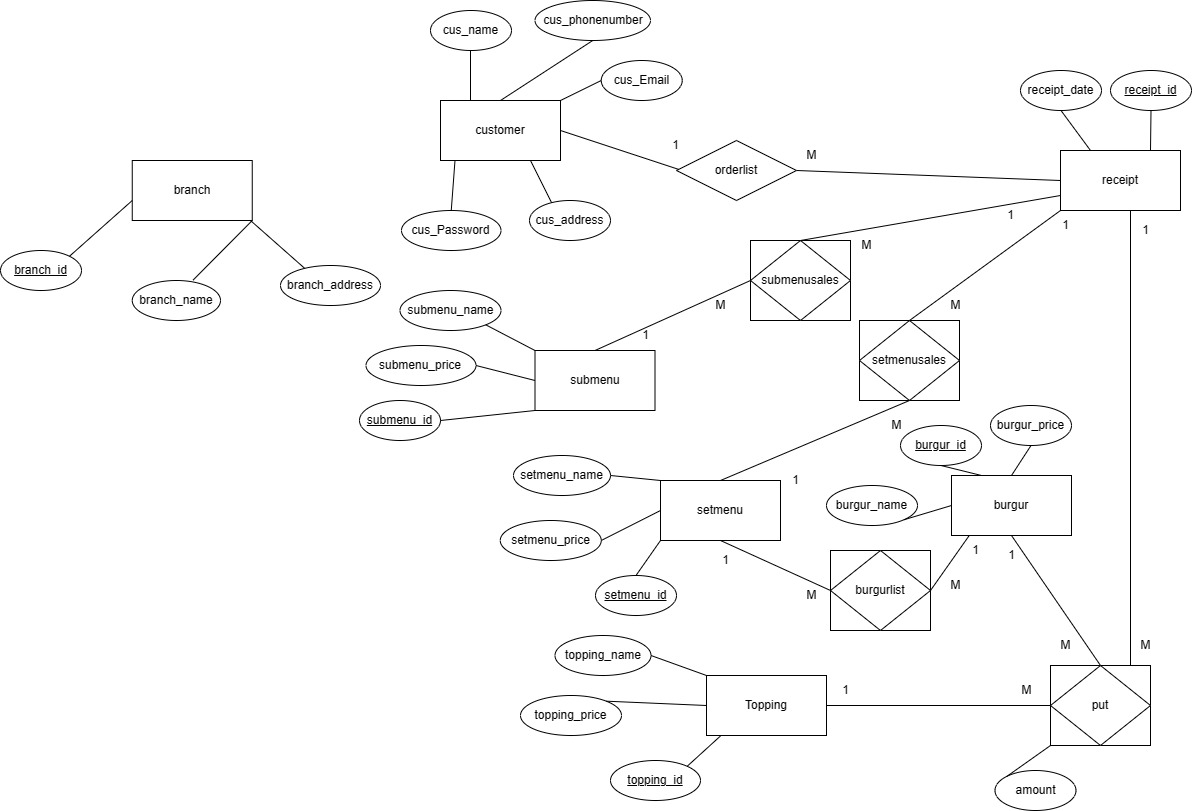 cus_name
cus_phonenumber
cus_Email
customer
cus_Password
cus_address
1
orderlist
M
receipt_date
receipt_id
receipt
1
1
1
branch
branch_id
branch_name
branch_address
M
submenusales
M
1
submenu_name
submenu_price
submenu_id
submenu
M
setmenusales
M
1
setmenu_name
setmenu_price
setmenu_id
setmenu
1
M
burgurlist
M
burgur_id
burgur_price
burgur_name
burgur
1
1
M
M
topping_name
topping_price
topping_id
Topping
1
M
put
amount